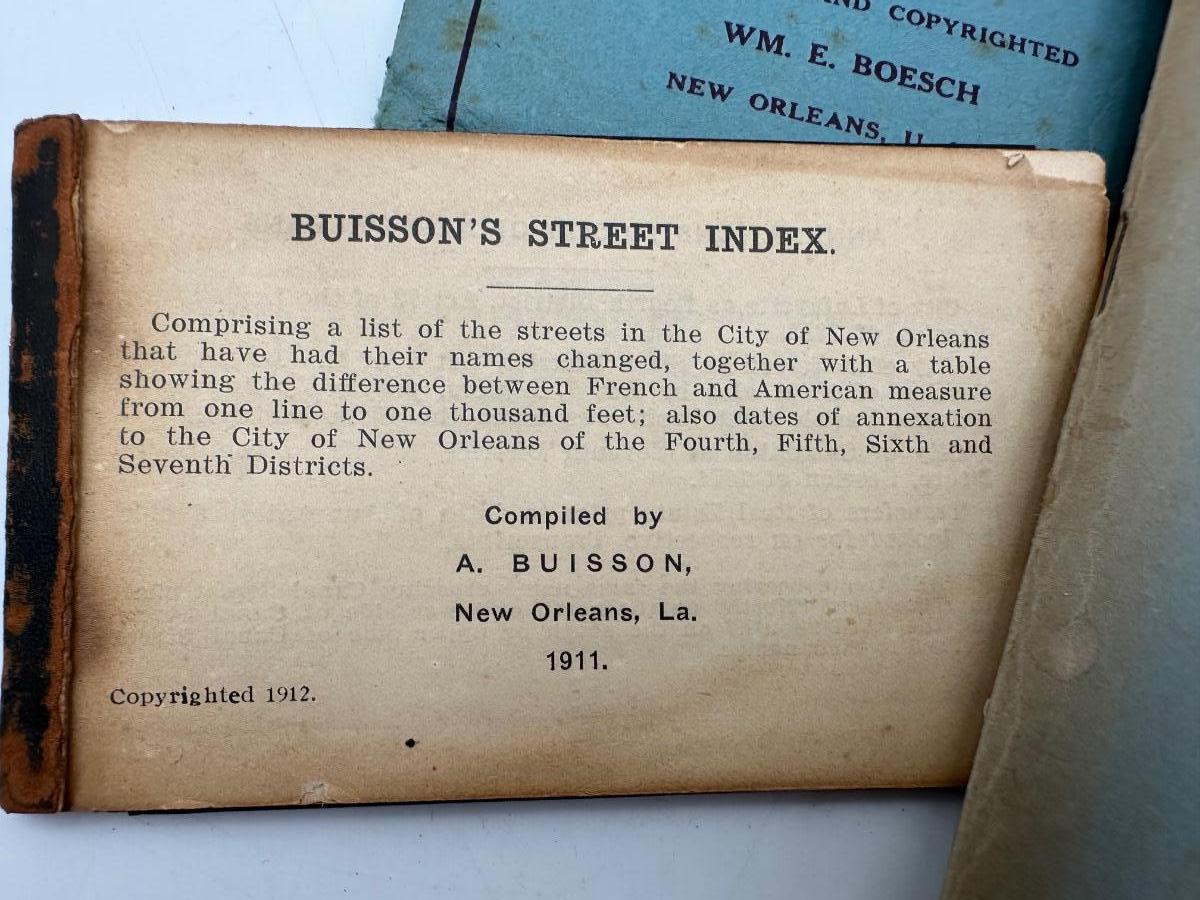 COPYRIGHTED
WM. E. BOESCH
NEW ORLEANS, U.
BUISSON'S STREET INDEX.
Comprising a list of the streets in the City of New Orleans
that have had their names changed, together with a table
showing the difference between French and American measure
from one line to one thousand feet; also dates of annexation
to the City of New Orleans of the Fourth, Fifth, Sixth and
Seventh Districts.
Compiled by
A. BUISSON,
New Orleans, La.
1911.
Copyrighted 1912.